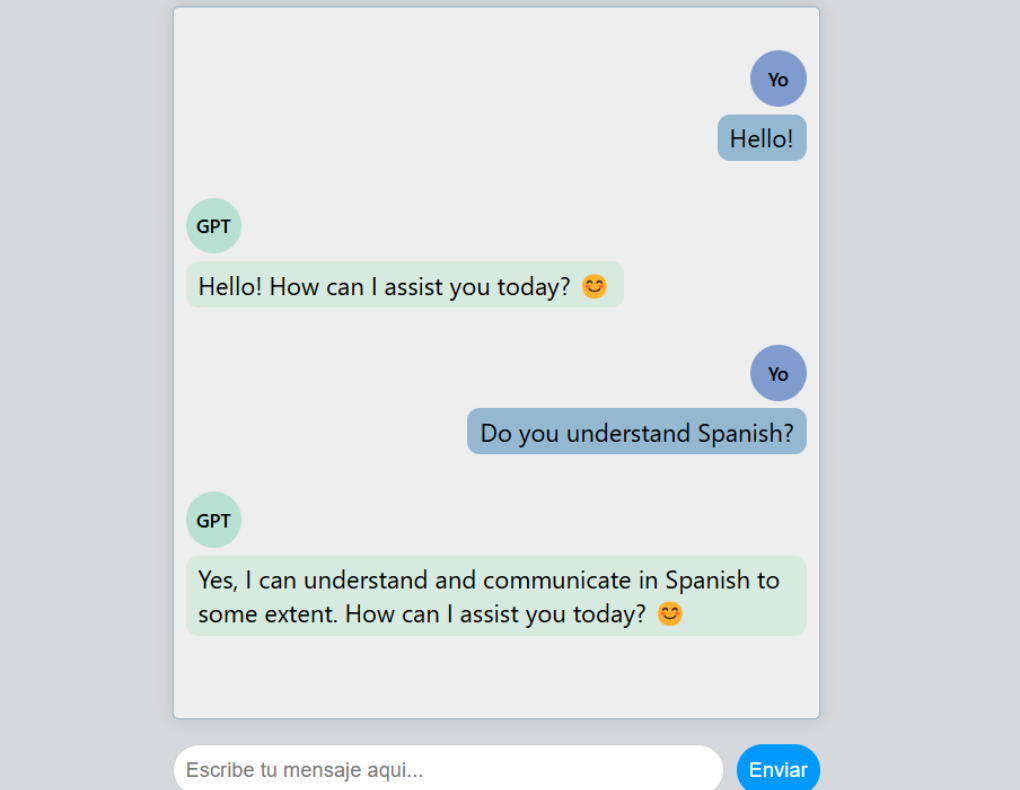 Yo
Hello!
GPT
Hello! How can I assist you today? 😊
Yo
Do you understand Spanish?
GPT
Yes, I can understand and communicate in Spanish to
some extent. How can I assist you today? 😊
Escribe tu mensaje aqui...
Enviar